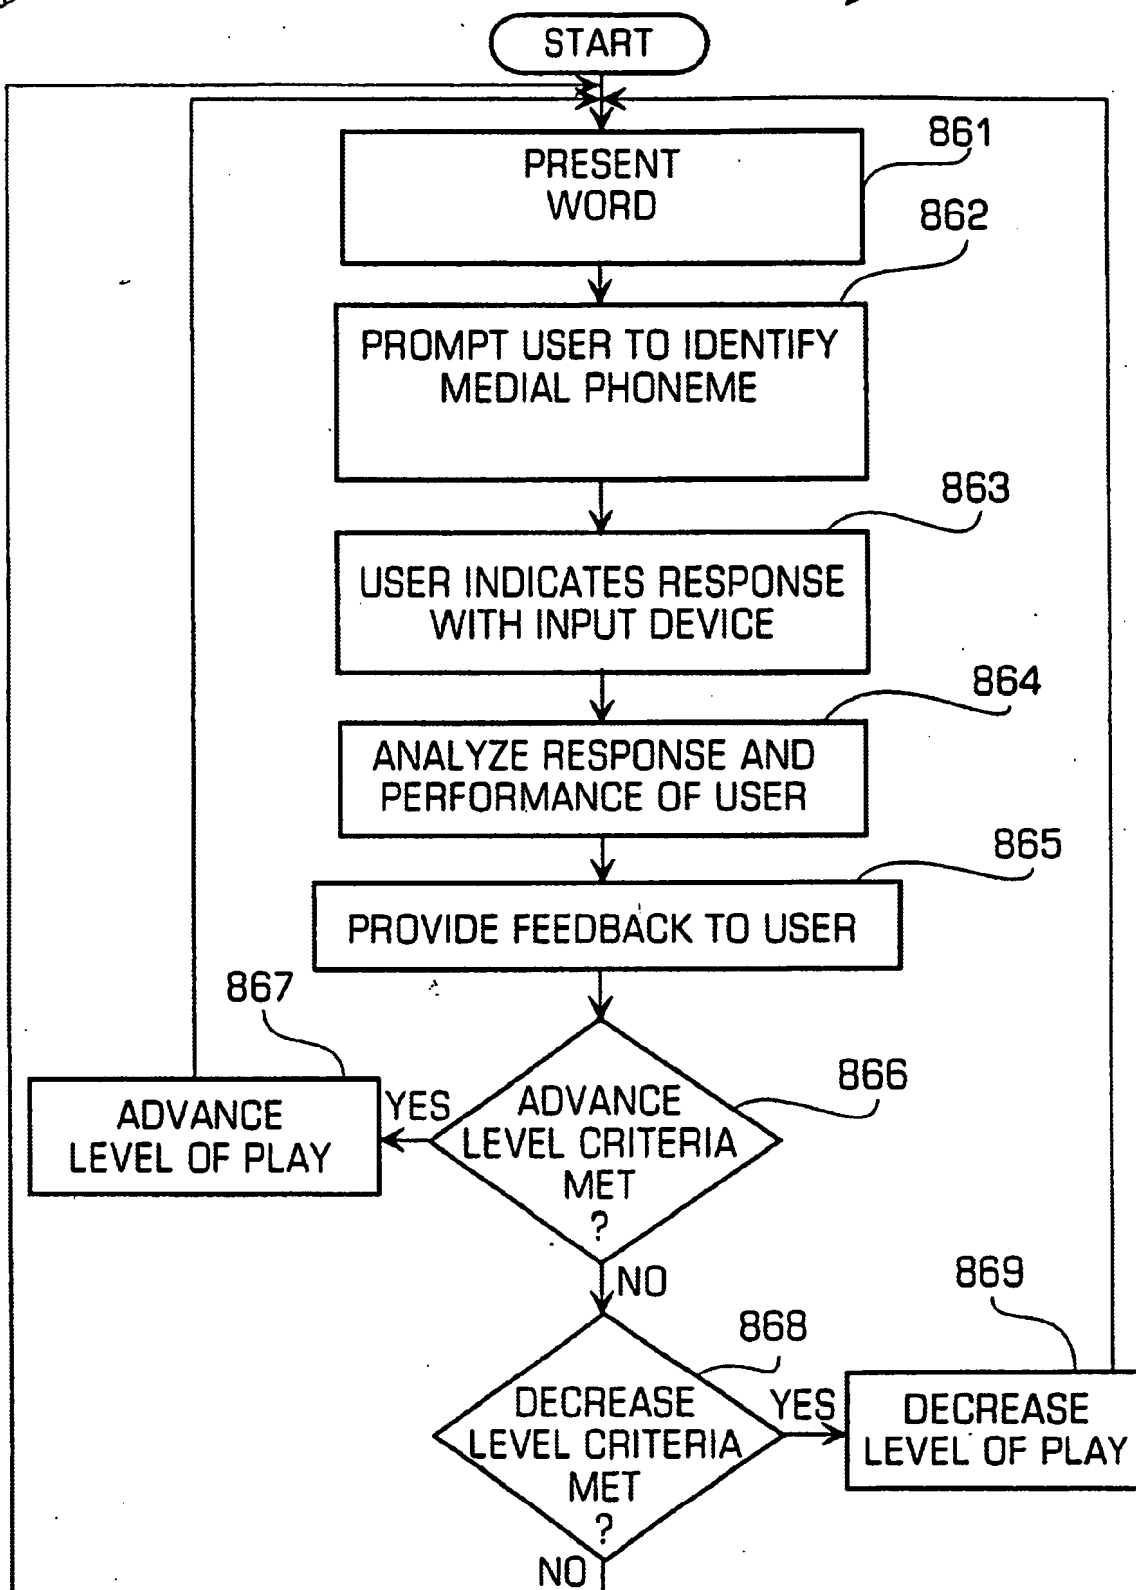 START
861
PRESENT
WORD
862
PROMPT USER TO IDENTIFY
MEDIAL PHONEME
863
USER INDICATES RESPONSE
WITH INPUT DEVICE
864
ANALYZE RESPONSE AND
PERFORMANCE OF USER
865
PROVIDE FEEDBACK TO USER
867
866
ADVANCE
LEVEL OF PLAY
YES
ADVANCE
LEVEL CRITERIA
MET
?
NO
869
868
DECREASE
LEVEL CRITERIA
MET
?
YES
DECREASE
LEVEL OF PLAY
NO